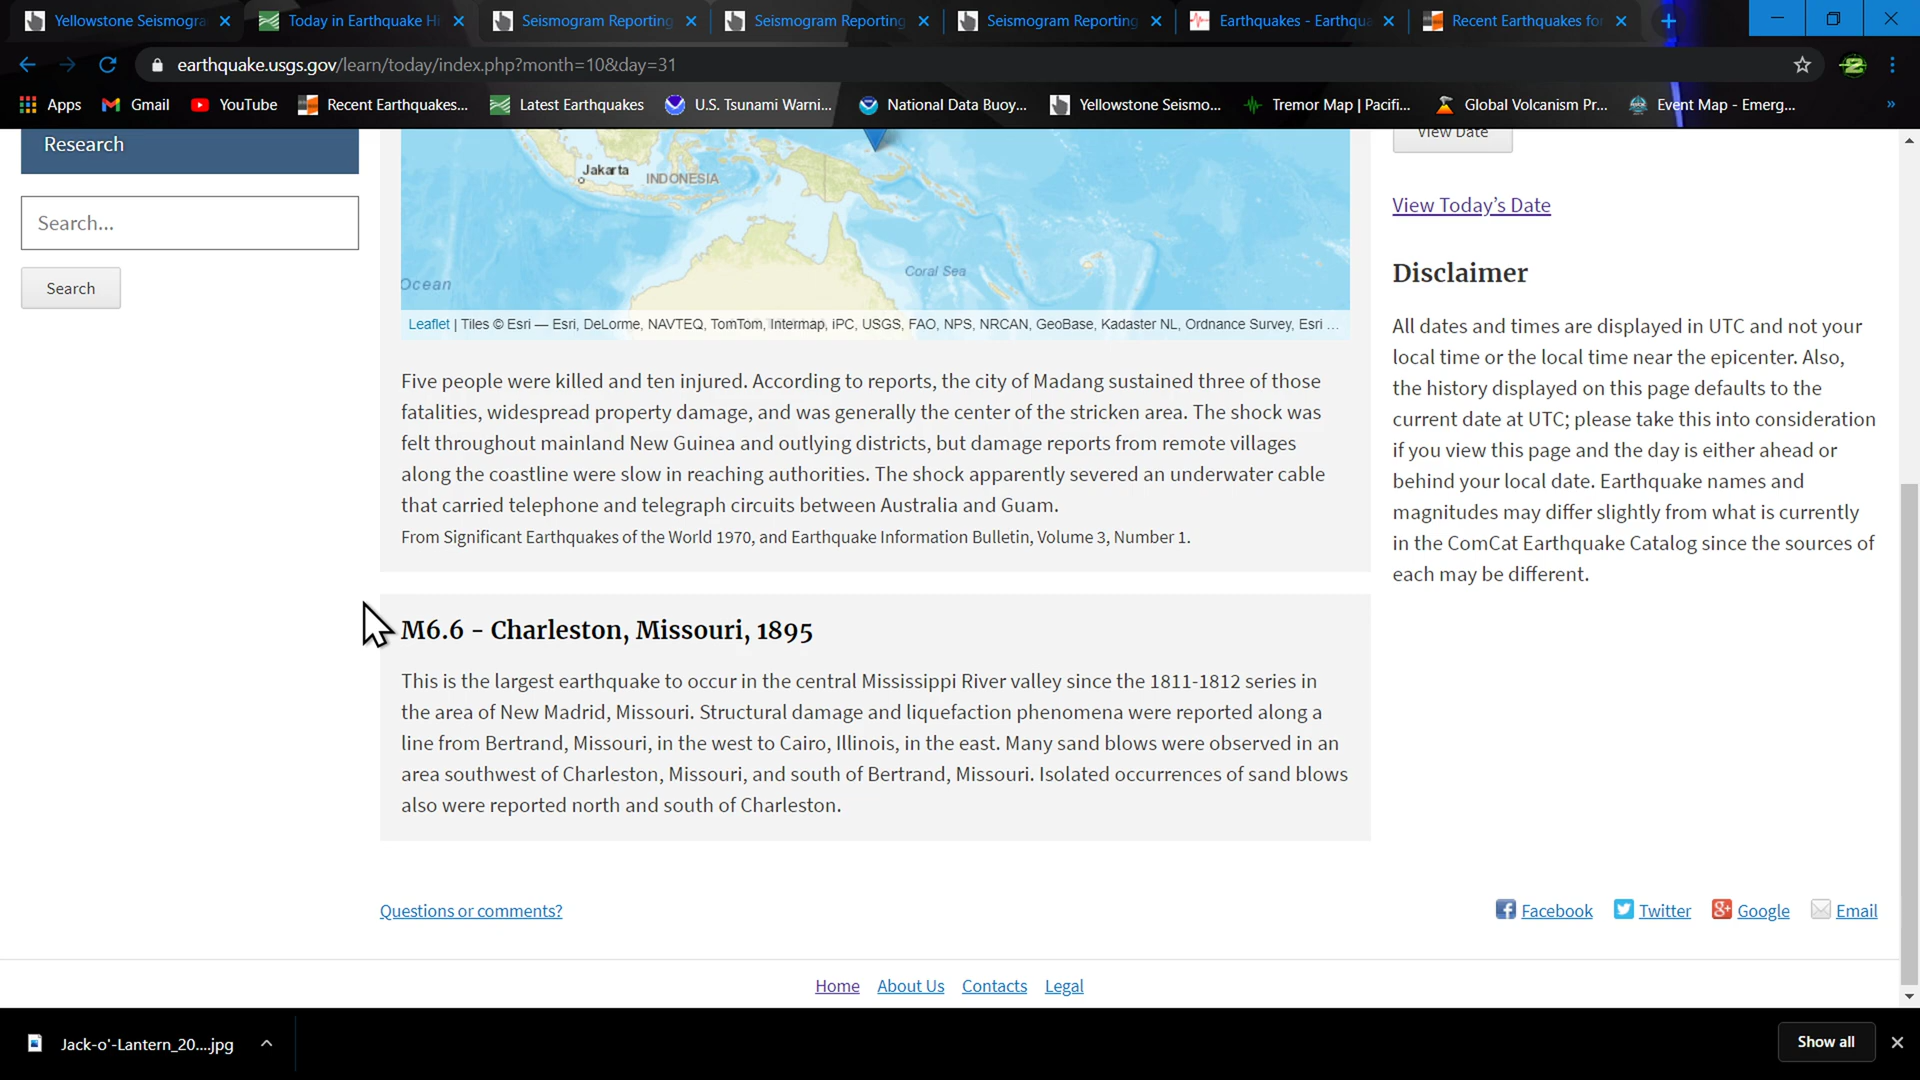 Yellowstone Seismogra
Today in Earthquake Hi
Seismogram Reporting
Seismogram Reporting
Seismogram Reporting
Earthquakes - Earthqua
Recent Earthquakes for
earthquake.usgs.gov/learn/today/index.php?month=10&day=31
Apps
Gmail
YouTube
Recent Earthquakes...
Latest Earthquakes
U.S. Tsunami Warni...
National Data Buoy...
Yellowstone Seismo...
Tremor Map | Pacifi...
Global Volcanism Pr...
Event Map - Emerg...
»
Research
Search...
Search
Jakarta
INDONESIA
Coral Sea
Ocean
Leaflet | Tiles © Esri — Esri, DeLorme, NAVTEQ, TomTom, Intermap, iPC, USGS, FAO, NPS, NRCAN, GeoBase, Kadaster NL, Ordnance Survey, Esri ...
Five people were killed and ten injured. According to reports, the city of Madang sustained three of those
fatalities, widespread property damage, and was generally the center of the stricken area. The shock was
felt throughout mainland New Guinea and outlying districts, but damage reports from remote villages
along the coastline were slow in reaching authorities. The shock apparently severed an underwater cable
that carried telephone and telegraph circuits between Australia and Guam.
From Significant Earthquakes of the World 1970, and Earthquake Information Bulletin, Volume 3, Number 1.
M6.6 - Charleston, Missouri, 1895
This is the largest earthquake to occur in the central Mississippi River valley since the 1811-1812 series in
the area of New Madrid, Missouri. Structural damage and liquefaction phenomena were reported along a
line from Bertrand, Missouri, in the west to Cairo, Illinois, in the east. Many sand blows were observed in an
area southwest of Charleston, Missouri, and south of Bertrand, Missouri. Isolated occurrences of sand blows
also were reported north and south of Charleston.
View Date
View Today's Date
Disclaimer
All dates and times are displayed in UTC and not your
local time or the local time near the epicenter. Also,
the history displayed on this page defaults to the
current date at UTC; please take this into consideration
if you view this page and the day is either ahead or
behind your local date. Earthquake names and
magnitudes may differ slightly from what is currently
in the ComCat Earthquake Catalog since the sources of
each may be different.
Questions or comments?
Facebook
Twitter
Google
Email
Home
About Us
Contacts
Legal
Jack-o'-Lantern_20....jpg
Show all